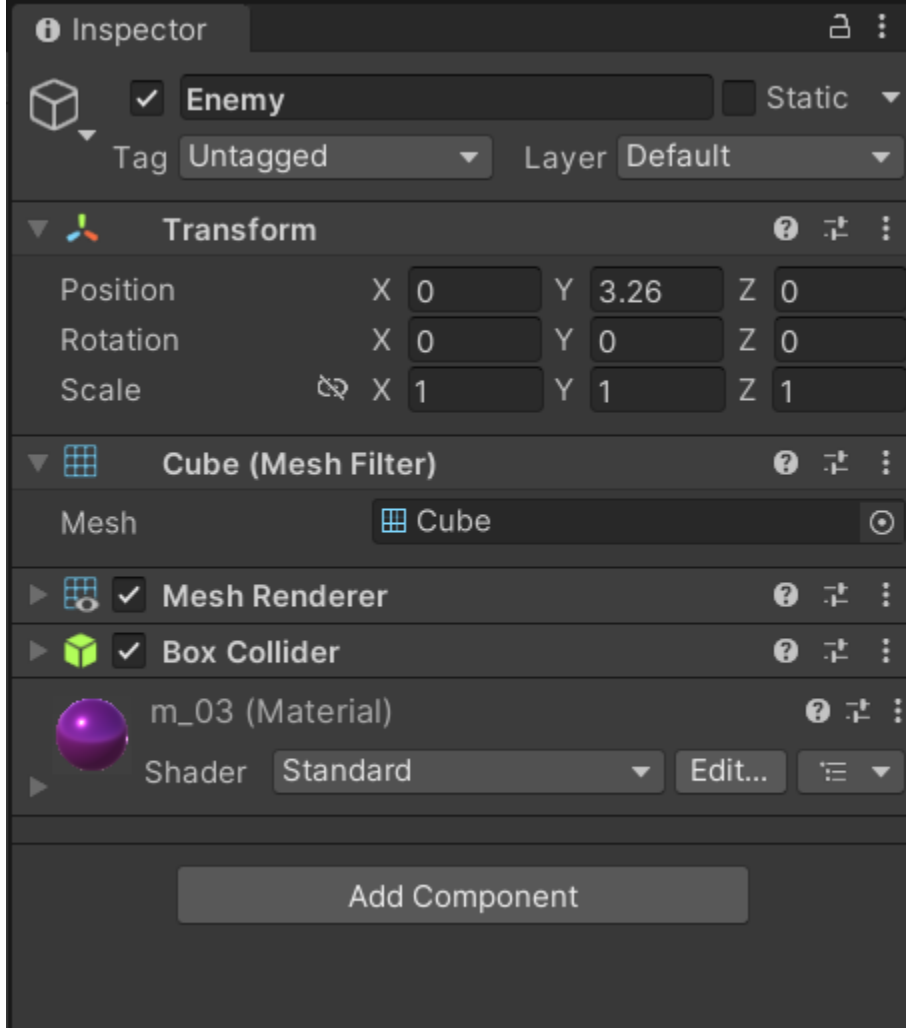 Inspector
Enemy Static
Tag Untagged Layer Default
Transform
Position X 0 Y 3.26 Z 0
Rotation X 0 Y 0 Z 0
Scale X 1 Y 1 Z 1
Cube (Mesh Filter)
Mesh Cube
Mesh Renderer
Box Collider
m_03 (Material)
Shader Standard Edit...
Add Component